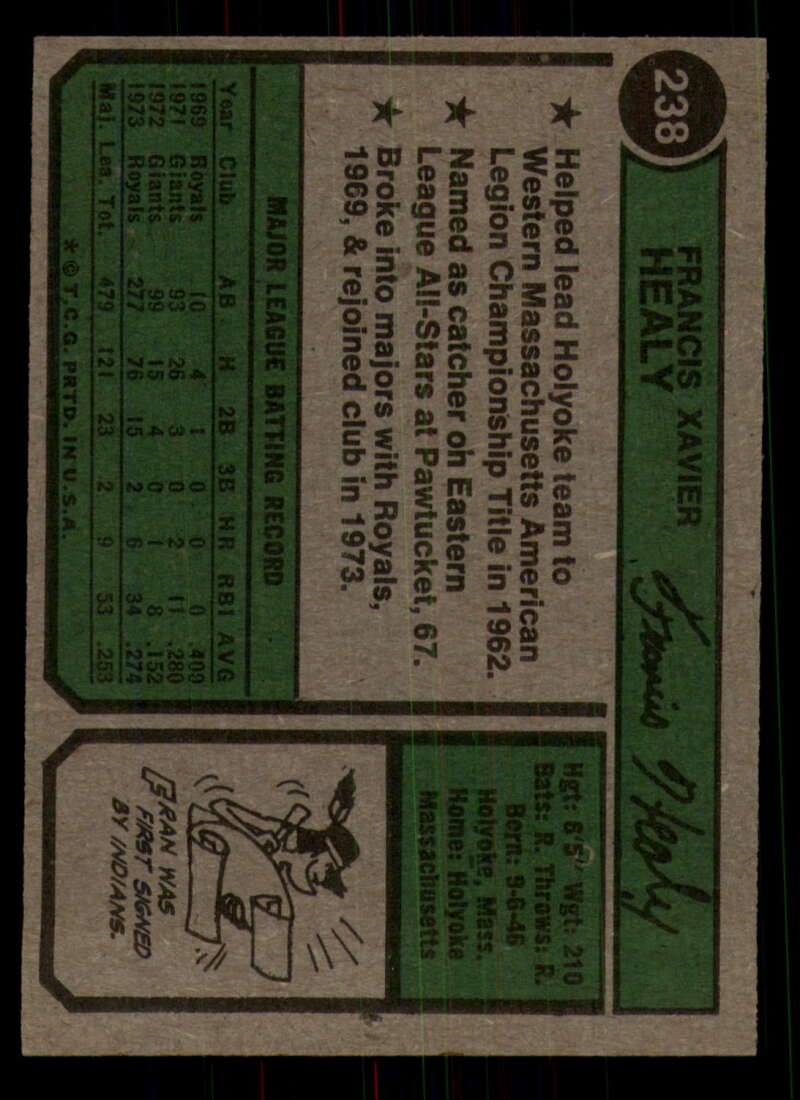 238
FRANCIS XAVIER
HEALY
Francis Healy
★ Helped lead Holyoke team to
Western Massachusetts American
Legion Championship Title in 1962.
★ Named as catcher on Eastern
League All-Stars at Pawtucket, 67.
★ Broke into majors with Royals,
1969, & rejoined club in 1973.
MAJOR LEAGUE BATTING RECORD
Year Club AB H 2B 3B HR RBI AVG
1969 Royals 10 4 1 0 0 0 .400
1971 Giants 93 26 3 0 2 11 .280
1972 Giants 99 15 4 0 1 8 .152
1973 Royals 277 76 15 2 6 34 .274
Maj. Lea. Tot. 479 121 23 2 9 53 .253
* © T.C.G. PRTD. IN U.S.A.
Hgt: 6'5" Wgt: 210
Bats: R. Throws: R.
Born: 9-6-46
Holyoke, Mass.
Home: Holyoke
Massachusetts
FRAN WAS
FIRST SIGNED
BY INDIANS.